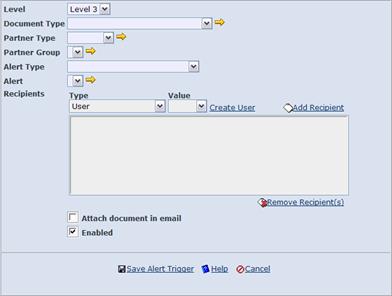 Level Level 3
Document Type
Partner Type
Partner Group
Alert Type
Alert
Recipients Type Value
User Create User Add Recipient
Remove Recipient(s)
Attach document in email
Enabled
Save Alert Trigger Help Cancel